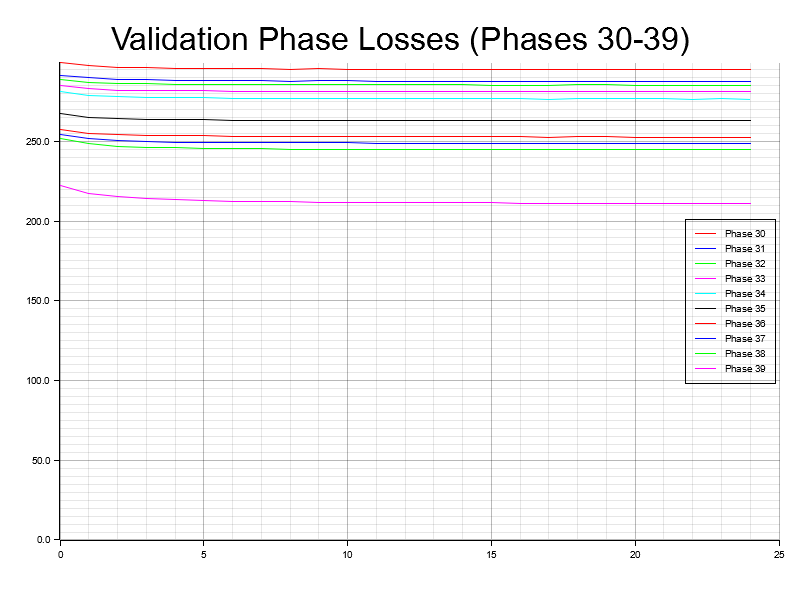 Validation Phase Losses (Phases 30-39)
250.0
200.0
150.0
100.0
50.0
0.0
0 5 10 15 20 25
Phase 30
Phase 31
Phase 32
Phase 33
Phase 34
Phase 35
Phase 36
Phase 37
Phase 38
Phase 39